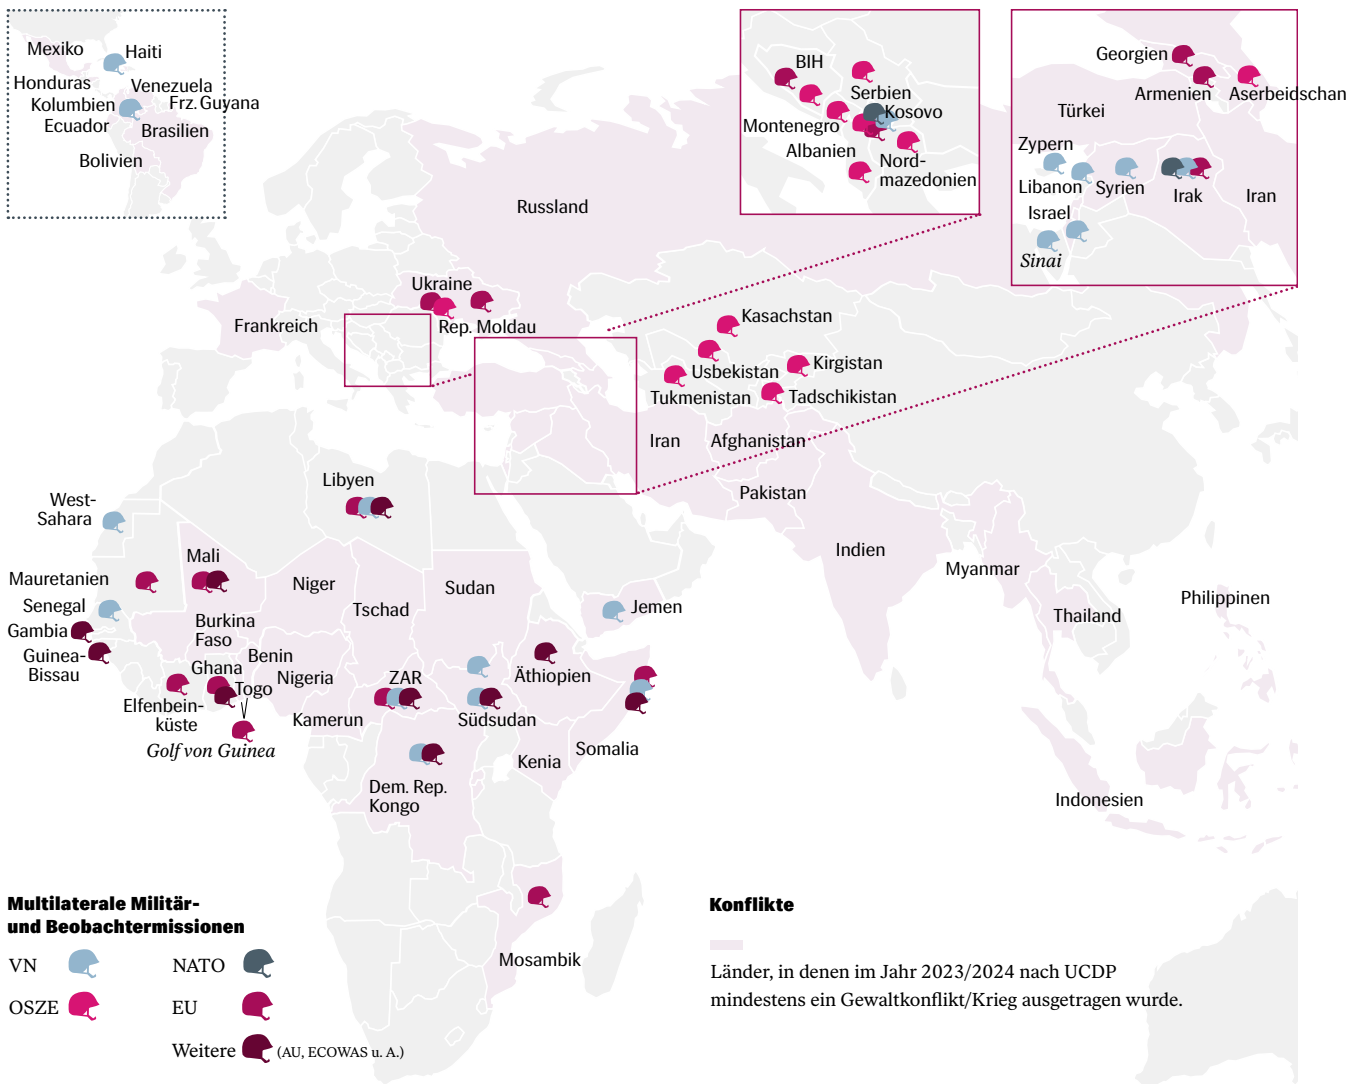 Mexiko
Haiti
Honduras
Venezuela
Kolumbien
Frz. Guyana
Ecuador
Brasilien
Bolivien
BIH
Serbien
Kosovo
Montenegro
Albanien
Nord-
mazedonien
Georgien
Armenien
Aserbeidschan
Türkei
Zypern
Libanon
Syrien
Irak
Iran
Israel
Sinai
Russland
Ukraine
Rep. Moldau
Frankreich
Kasachstan
Usbekistan
Kirgistan
Tukmenistan
Tadschikistan
Iran
Afghanistan
Pakistan
Indien
Myanmar
Thailand
Philippinen
Indonesien
Libyen
West-
Sahara
Mali
Mauretanien
Niger
Sudan
Tschad
Jemen
Senegal
Gambia
Burkina
Faso
Guinea-
Bissau
Benin
Ghana
Togo
Nigeria
ZAR
Äthiopien
Elfenbein-
küste
Kamerun
Südsudan
Golf von Guinea
Somalia
Kenia
Dem. Rep.
Kongo
Mosambik
Multilaterale Militär-
und Beobachtermissionen
VN
NATO
OSZE
EU
Weitere (AU, ECOWAS u. A.)
Konflikte
Länder, in denen im Jahr 2023/2024 nach UCDP
mindestens ein Gewaltkonflikt/Krieg ausgetragen wurde.